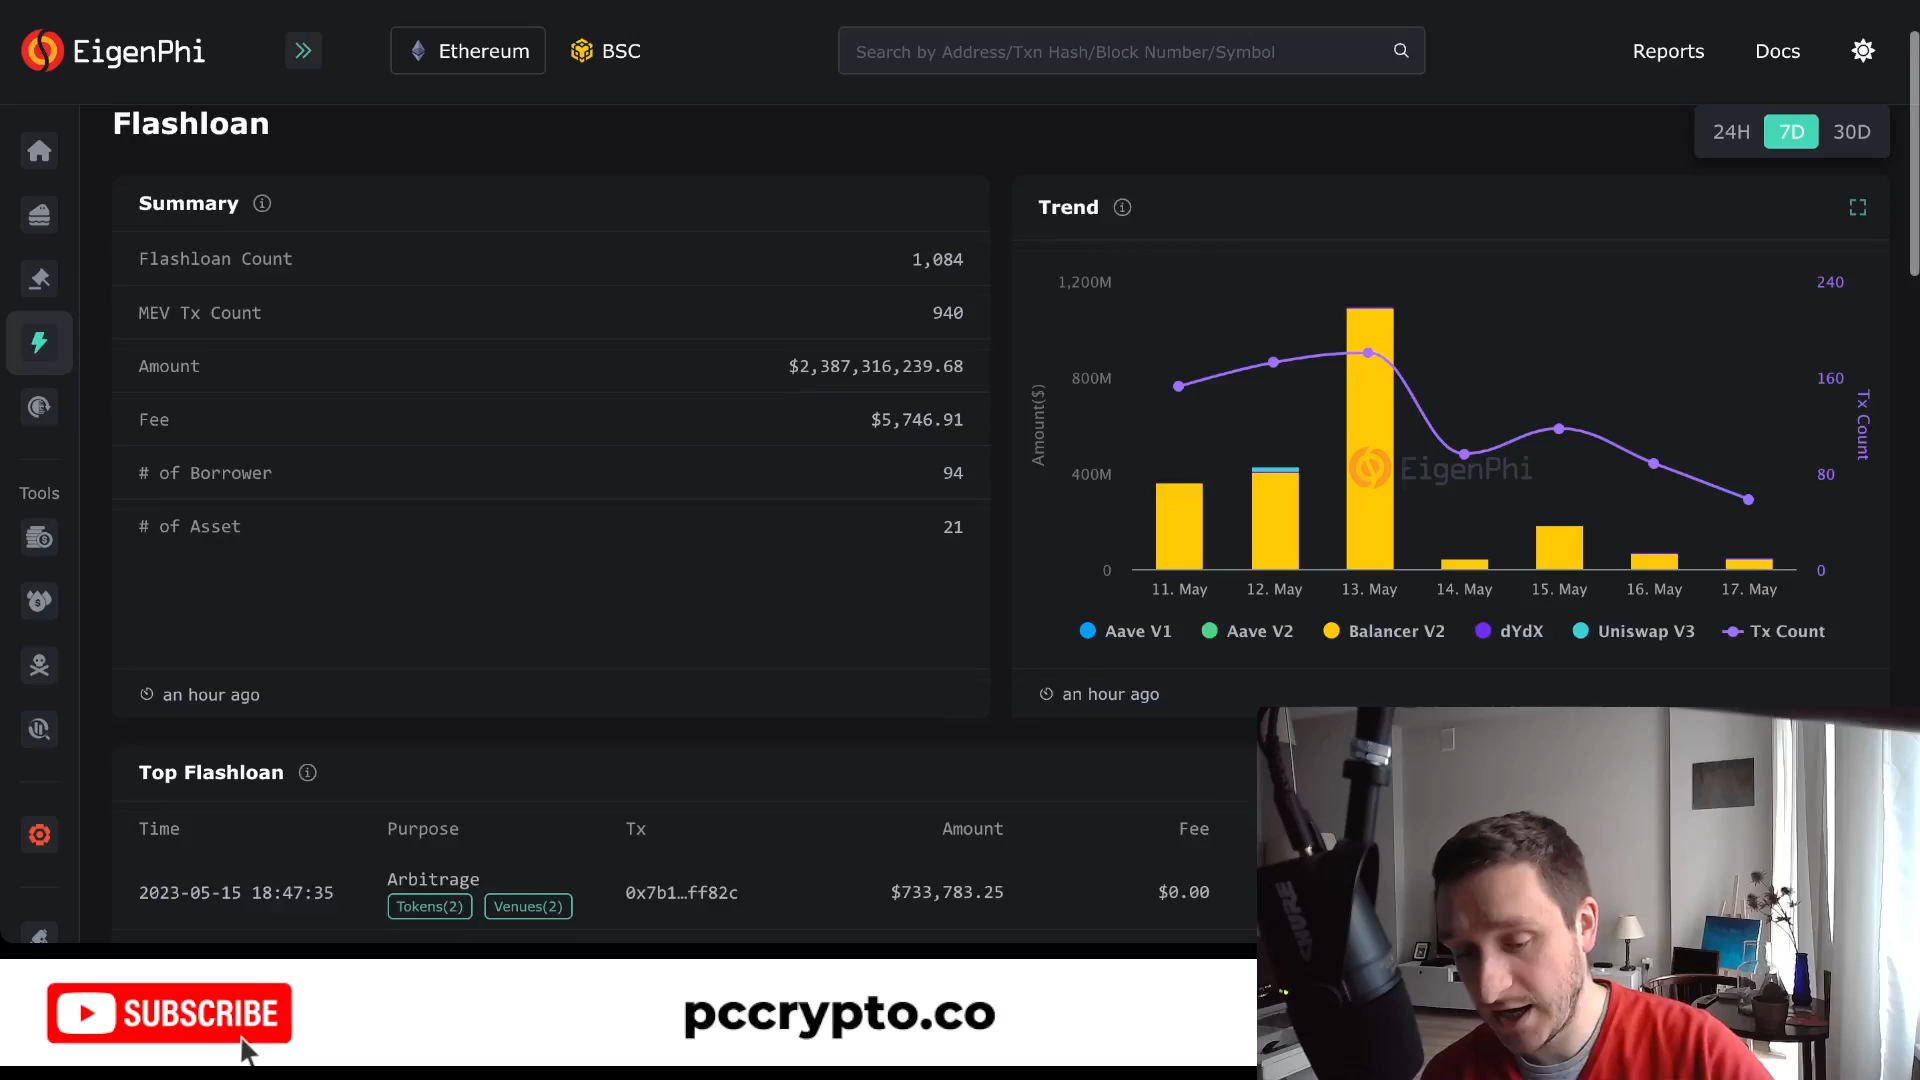 EigenPhi
Ethereum
BSC
Search by Address/Txn Hash/Block Number/Symbol
Reports
Docs
Flashloan
24H 7D 30D
Summary
Flashloan Count 1,084
MEV Tx Count 940
Amount $2,387,316,239.68
Fee $5,746.91
# of Borrower 94
# of Asset 21
an hour ago
Tools
Trend
1,200M 240
800M 160
400M 80
0 0
Amount($)
Tx Count
EigenPhi
11. May 12. May 13. May 14. May 15. May 16. May 17. May
Aave V1 Aave V2 Balancer V2 dYdX Uniswap V3 Tx Count
an hour ago
Top Flashloan
Time Purpose Tx Amount Fee
2023-05-15 18:47:35 Arbitrage 0x7b1…ff82c $733,783.25 $0.00
Tokens(2) Venues(2)
SUBSCRIBE
pccrypto.co
SHURE